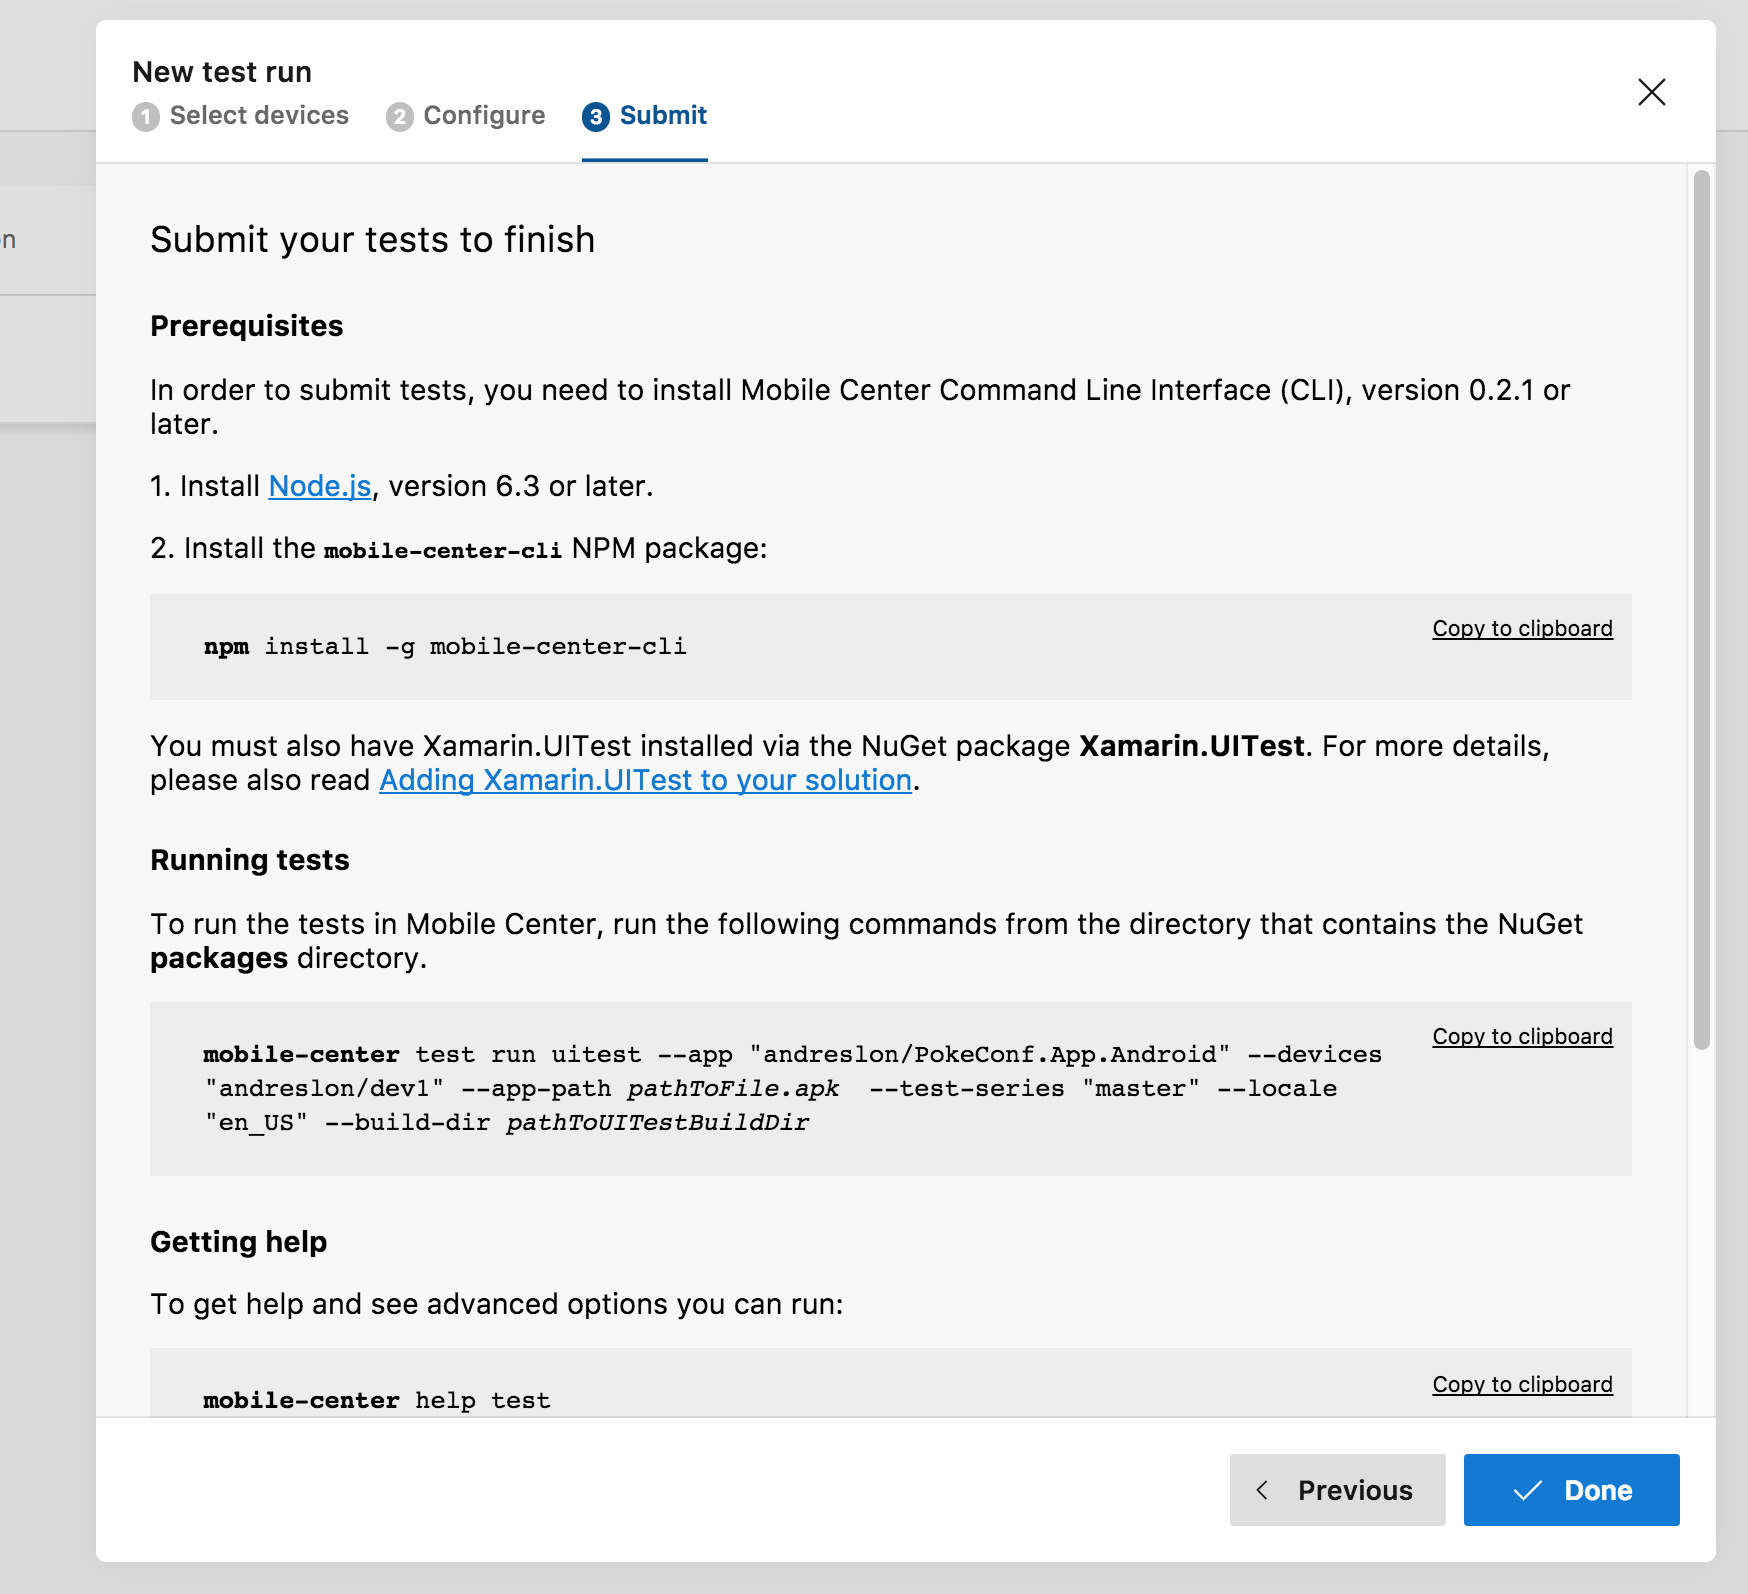 New test run
1 Select devices 2 Configure 3 Submit
Submit your tests to finish
Prerequisites
In order to submit tests, you need to install Mobile Center Command Line Interface (CLI), version 0.2.1 or
later.
1. Install Node.js, version 6.3 or later.
2. Install the mobile-center-cli NPM package:
Copy to clipboard
npm install -g mobile-center-cli
You must also have Xamarin.UITest installed via the NuGet package Xamarin.UITest. For more details,
please also read Adding Xamarin.UITest to your solution.
Running tests
To run the tests in Mobile Center, run the following commands from the directory that contains the NuGet
packages directory.
Copy to clipboard
mobile-center test run uitest --app "andreslon/PokeConf.App.Android" --devices
"andreslon/dev1" --app-path pathToFile.apk  --test-series "master" --locale
"en_US" --build-dir pathToUITestBuildDir
Getting help
To get help and see advanced options you can run:
Copy to clipboard
mobile-center help test
Previous Done